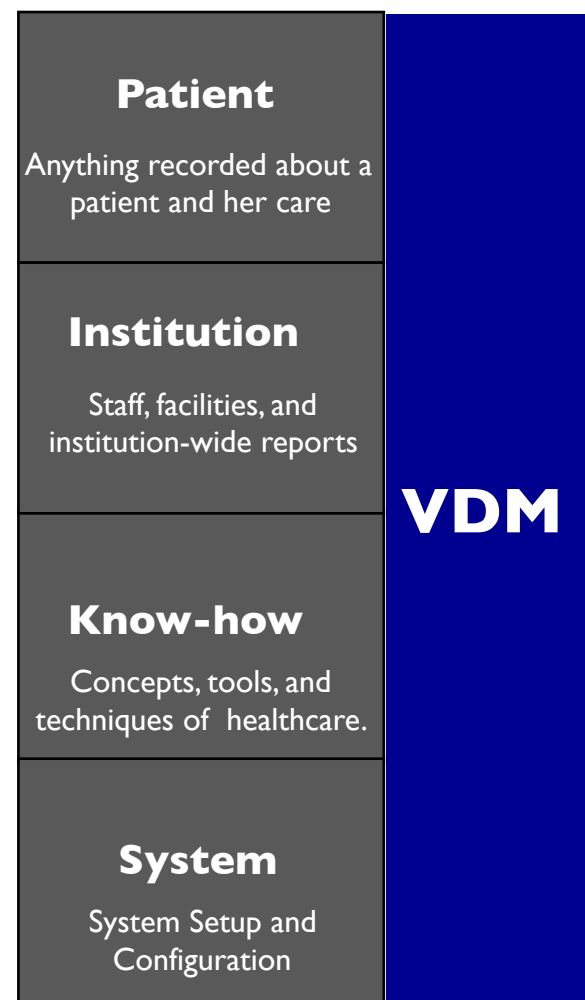 Patient
Anything recorded about a
patient and her care
Institution
Staff, facilities, and
institution-wide reports
VDM
Know-how
Concepts, tools, and
techniques of healthcare.
System
System Setup and
Configuration